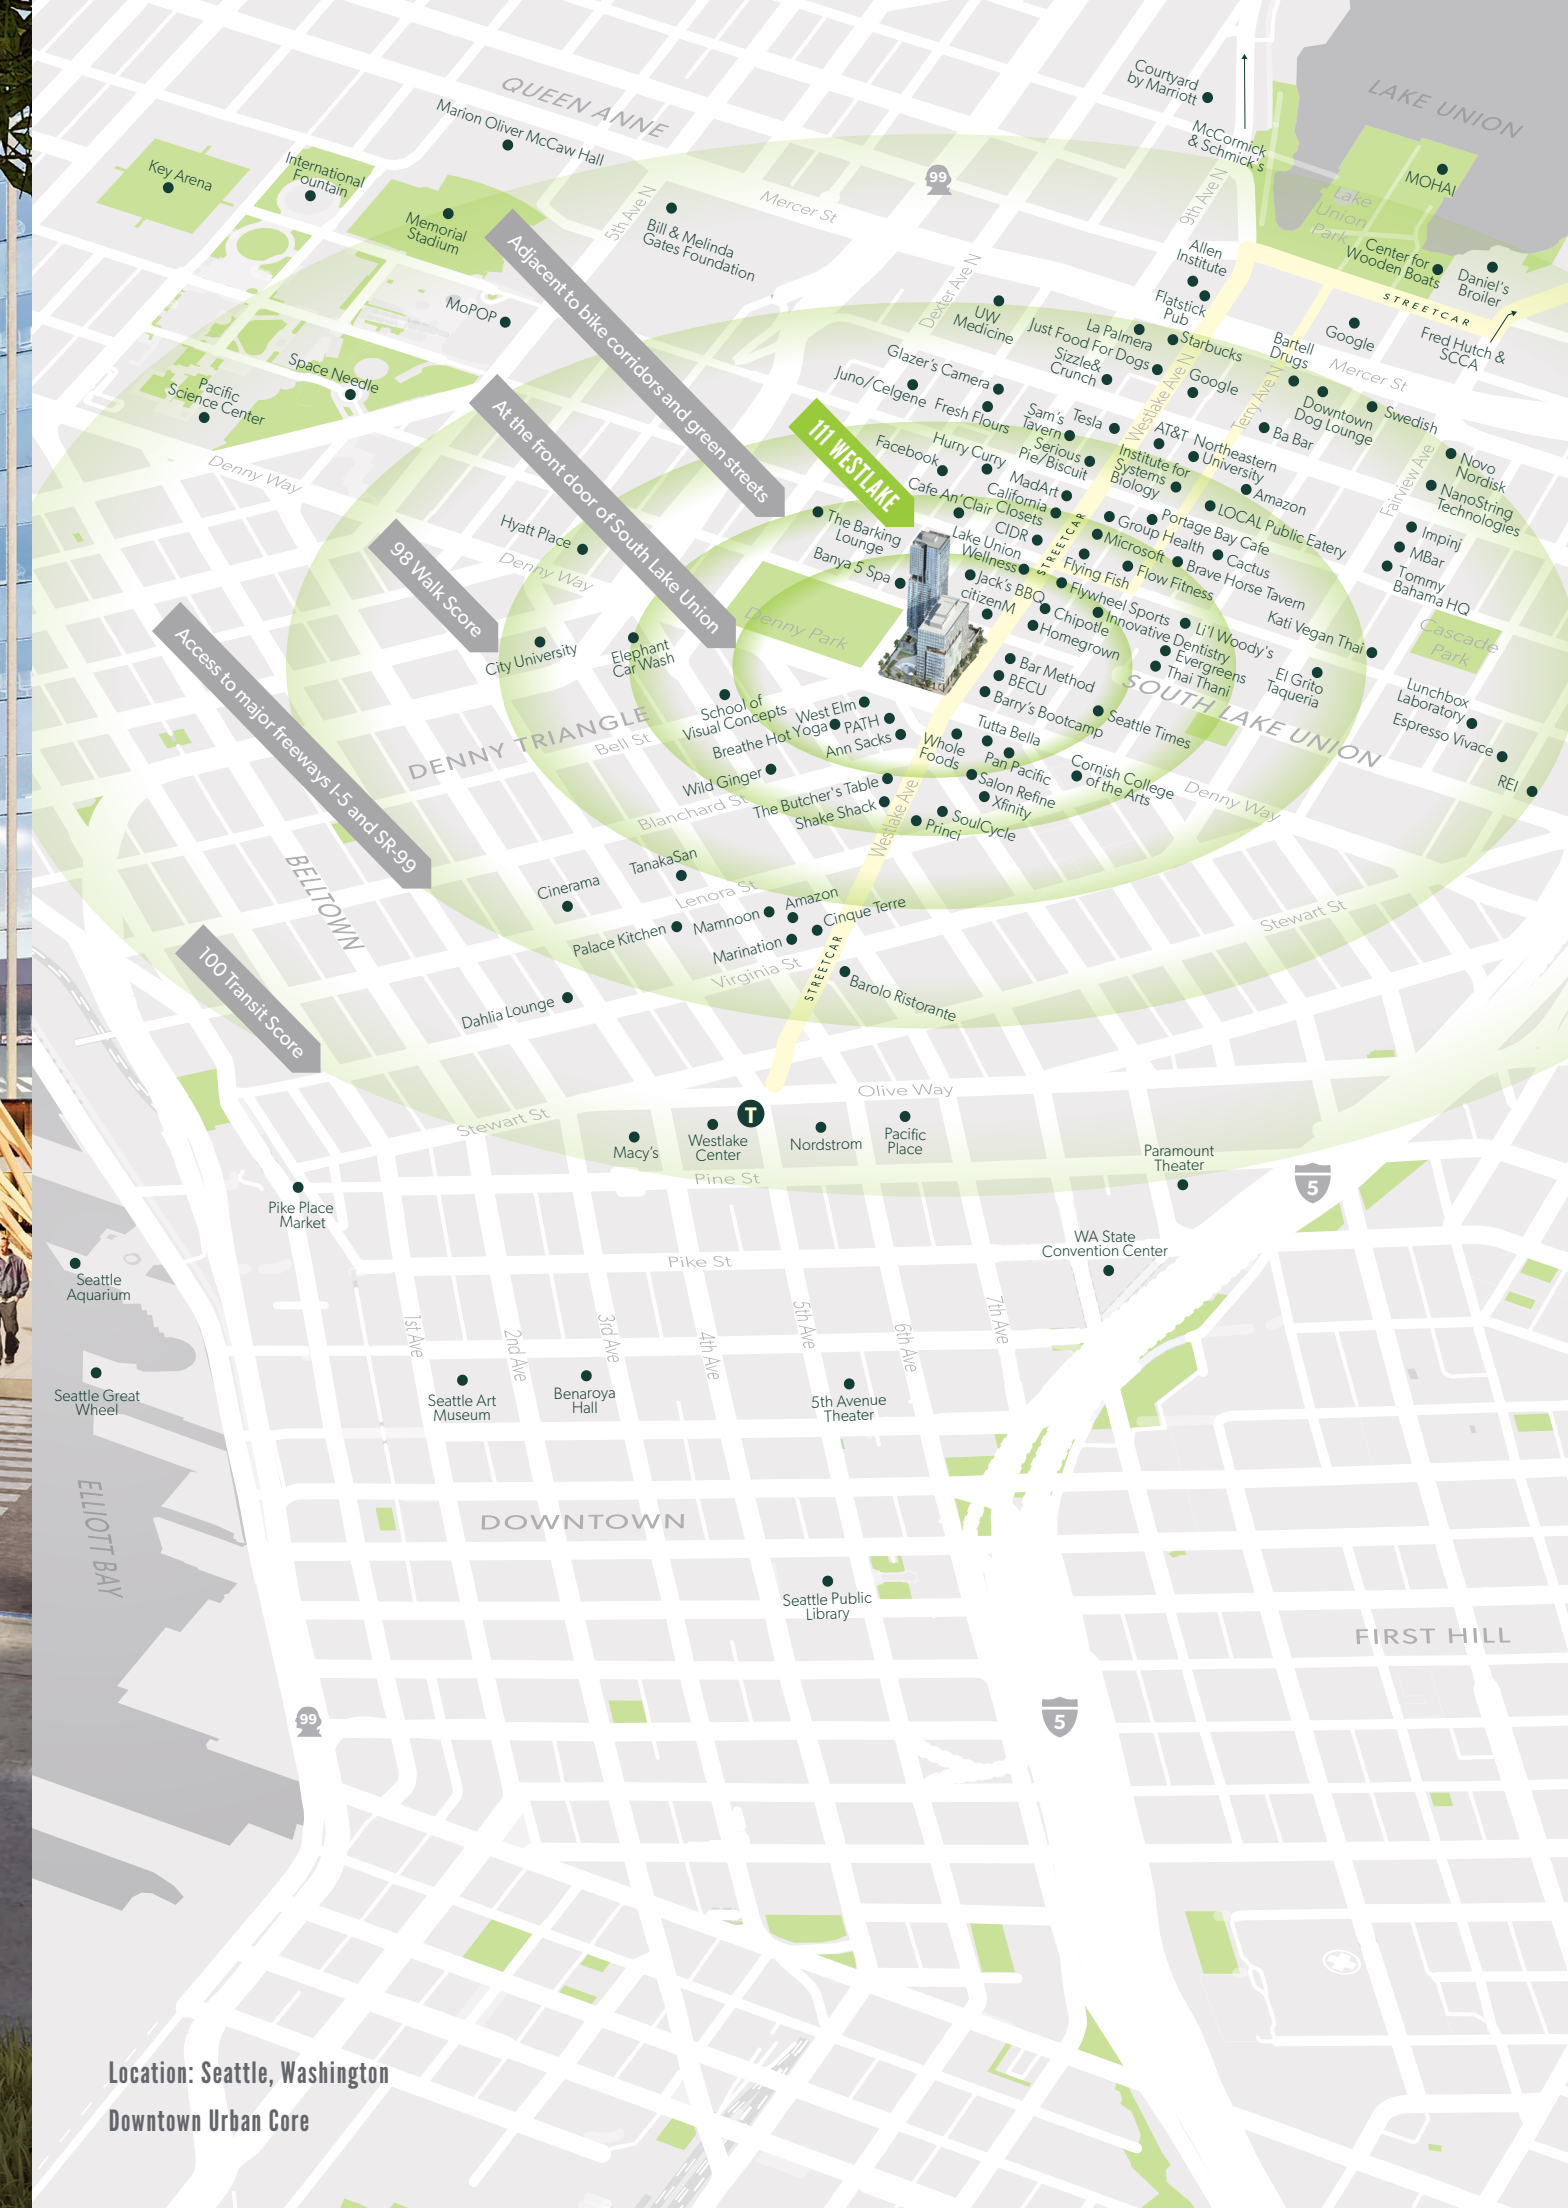 QUEEN ANNE
LAKE UNION
Courtyard
by Marriott
McCormick
& Schmick's
Marion Oliver McCaw Hall
Key Arena
International
Fountain
Memorial
Stadium
99
MOHAI
Lake
Union
Park
Center for
Wooden Boats
Daniel's
Broiler
Mercer St
5th Ave N
9th Ave N
Bill & Melinda
Gates Foundation
Allen
Institute
Flatstick
Pub
STREETCAR
Fred Hutch &
SCCA
MoPOP
Dexter Ave N
UW
Medicine
La Palmera
Just Food For Dogs
Sizzle&
Crunch
Starbucks
Bartell
Drugs
Google
Mercer St
Space Needle
Pacific
Science Center
Glazer's Camera
Juno/Celgene
Fresh Flours
Google
Westlake Ave N
Terry Ave N
Downtown
Dog Lounge
Swedish
Sam's
Tavern
Tesla
Serious
Pie/Biscuit
AT&T
Northeastern
University
Ba Bar
Fairview Ave
Novo
Nordisk
NanoString
Technologies
Adjacent to bike corridors and green streets
At the front door of South Lake Union
111 WESTLAKE
Facebook
Hurry Curry
MadArt
California
Closets
Institute for
Systems
Biology
Amazon
LOCAL Public Eatery
Denny Way
Cafe An'Clair
CIDR
Group Health
Portage Bay Cafe
Impinj
MBar
Tommy
Bahama HQ
Hyatt Place
The Barking
Lounge
Banya 5 Spa
Lake Union
Wellness
STREETCAR
Microsoft
Cactus
Flying Fish
Flow Fitness
Brave Horse Tavern
98 Walk Score
Denny Way
Jack's BBQ
citizenM
Flywheel Sports
Chipotle
Innovative Dentistry
Li'l Woody's
Kati Vegan Thai
Cascade
Park
Access to major freeways I-5 and SR-99
City University
Elephant
Car Wash
Denny Park
Homegrown
Evergreens
Thai Thani
El Grito
Taqueria
Bar Method
BECU
Barry's Bootcamp
SOUTH LAKE UNION
Lunchbox
Laboratory
Espresso Vivace
School of
Visual Concepts
West Elm
Breathe Hot Yoga
PATH
Ann Sacks
Seattle Times
DENNY TRIANGLE
Bell St
Tutta Bella
Whole
Foods
Pan Pacific
Cornish College
of the Arts
REI
Wild Ginger
The Butcher's Table
Salon Refine
Xfinity
Denny Way
Blanchard St
Shake Shack
Westlake Ave
SoulCycle
Princi
BELLTOWN
TanakaSan
Cinerama
Lenora St
Amazon
Mamnoon
Cinque Terre
Stewart St
Palace Kitchen
Marination
Virginia St
STREETCAR
100 Transit Score
Barolo Ristorante
Dahlia Lounge
Olive Way
Stewart St
T
Macy's
Westlake
Center
Nordstrom
Pacific
Place
Paramount
Theater
Pine St
5
Pike Place
Market
WA State
Convention Center
Pike St
Seattle
Aquarium
1st Ave
2nd Ave
3rd Ave
4th Ave
5th Ave
6th Ave
7th Ave
Seattle Great
Wheel
Seattle Art
Museum
Benaroya
Hall
5th Avenue
Theater
ELLIOTT BAY
DOWNTOWN
Seattle Public
Library
FIRST HILL
99
5
Location: Seattle, Washington
Downtown Urban Core